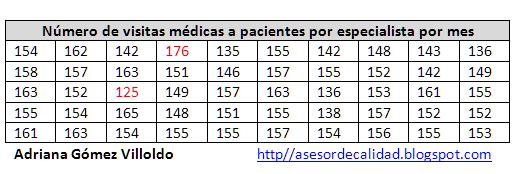 Número de visitas médicas a pacientes por especialista por mes
154 162 142 176 135 155 142 148 143 136
158 157 163 151 146 157 155 152 142 149
163 152 125 149 157 163 136 153 161 155
155 154 165 148 151 155 138 157 152 152
161 163 154 155 155 157 154 156 155 153
Adriana Gómez Villoldo http//asesordecalidad.blogspot.com